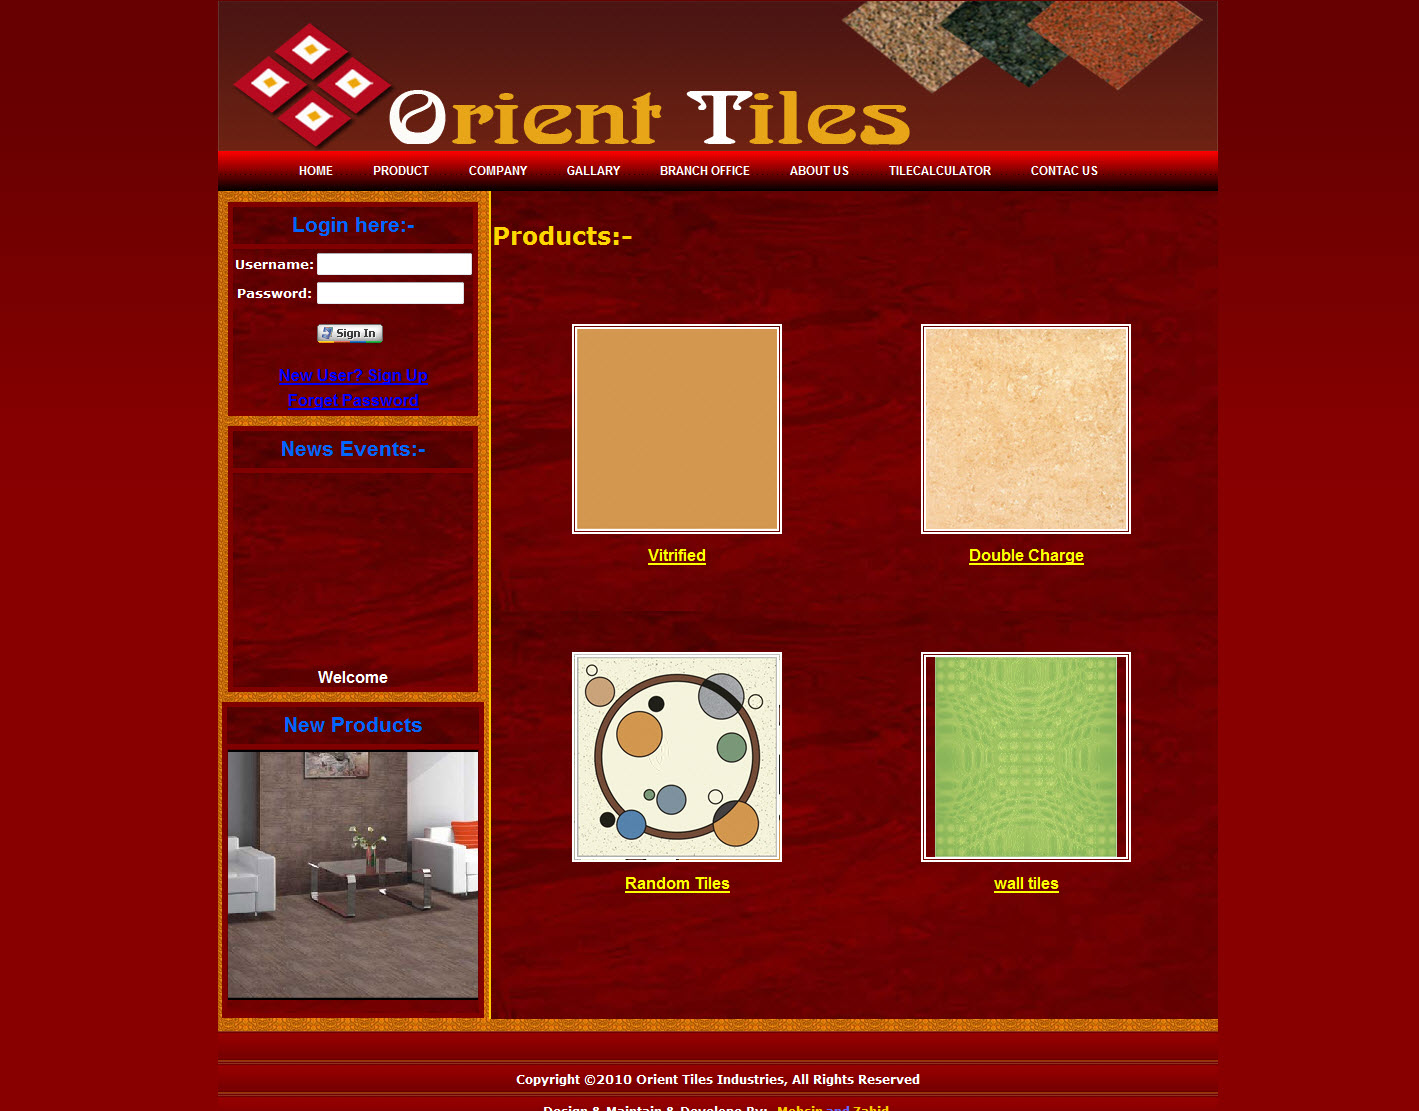 Orient Tiles
HOME PRODUCT COMPANY GALLARY BRANCH OFFICE ABOUT US TILECALCULATOR CONTAC US
Login here:-
Username:
Password:
Sign In
New User? Sign Up
Forget Password
News Events:-
Welcome
New Products
Products:-
Vitrified
Double Charge
Random Tiles
wall tiles
Copyright ©2010 Orient Tiles Industries, All Rights Reserved
Design & Maintain & Develope By:- Mohsin and Zahid